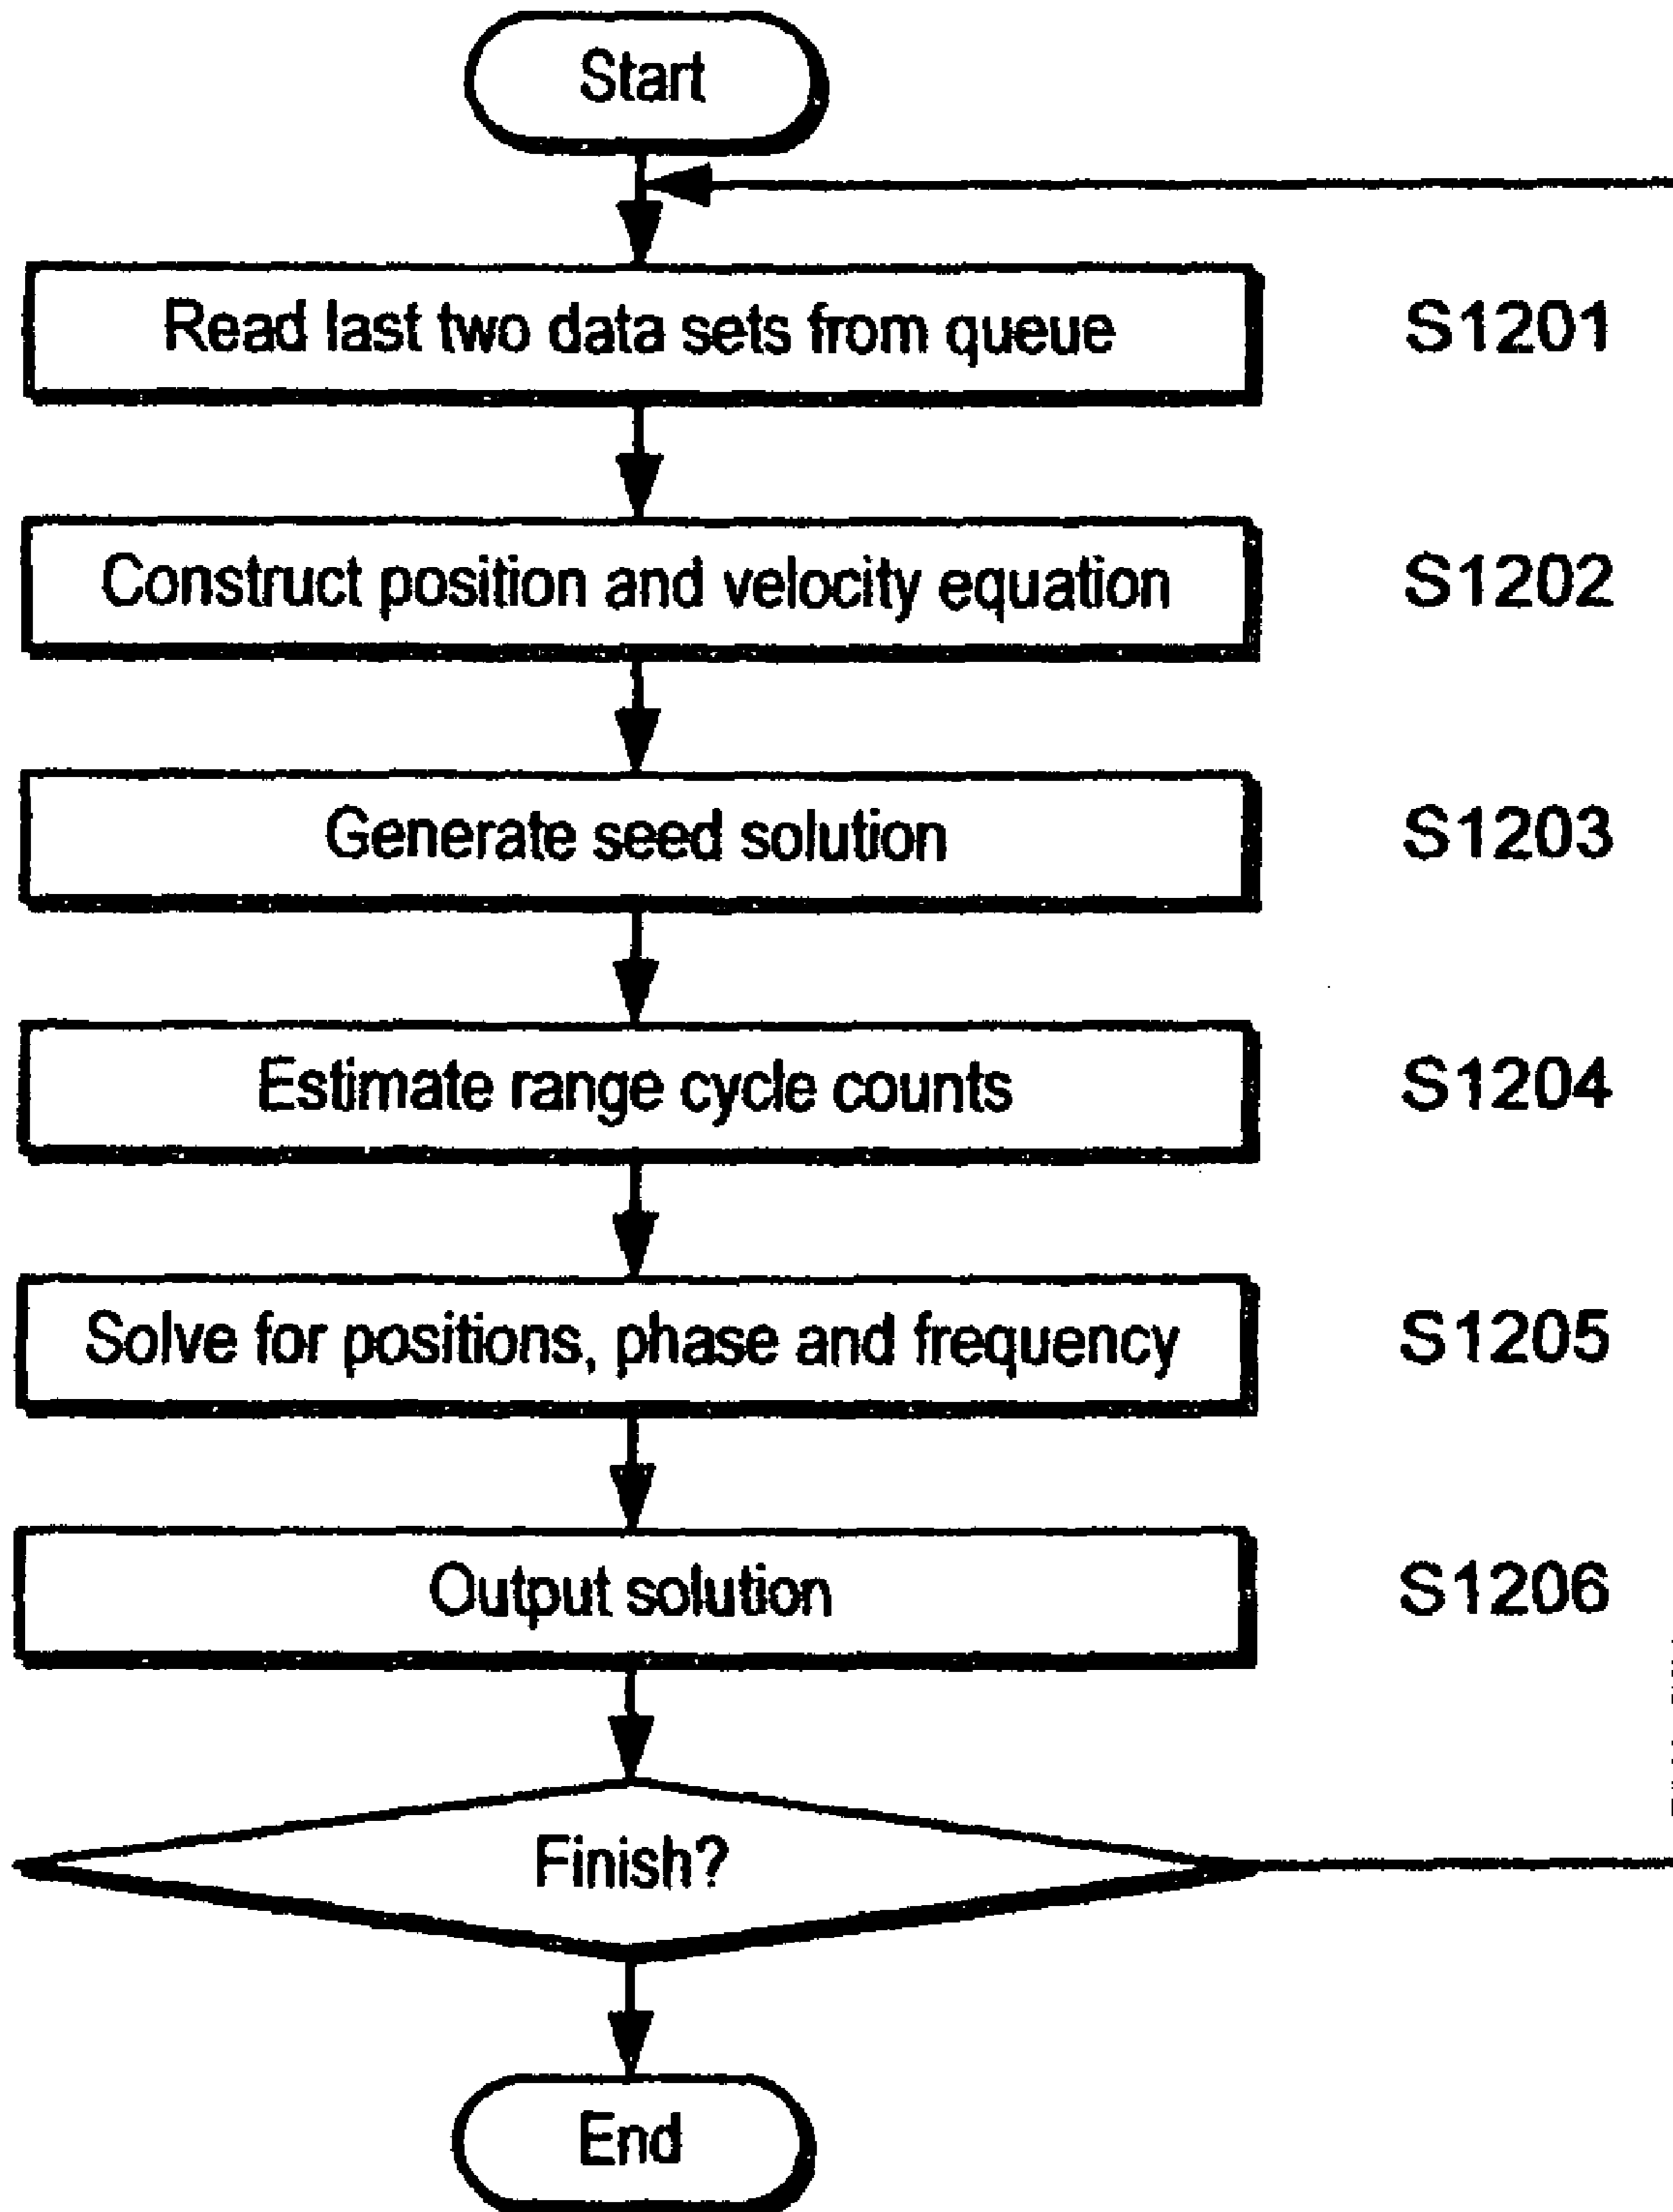 Start
Read last two data sets from queue S1201
Construct position and velocity equation S1202
Generate seed solution S1203
Estimate range cycle counts S1204
Solve for positions, phase and frequency S1205
Output solution S1206
Finish?
End